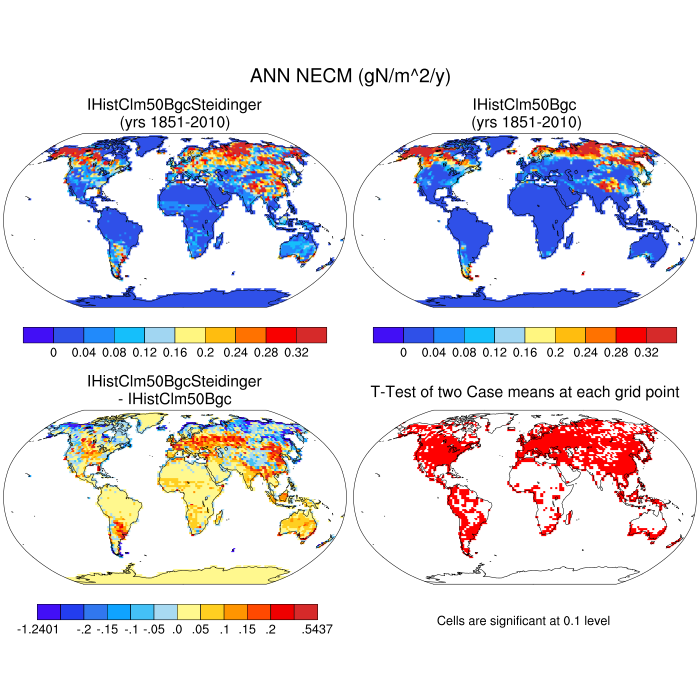 ANN NECM (gN/m^2/y)
IHistClm50BgcSteidinger
(yrs 1851-2010)
IHistClm50Bgc
(yrs 1851-2010)
0 0.04 0.08 0.12 0.16 0.2 0.24 0.28 0.32
0 0.04 0.08 0.12 0.16 0.2 0.24 0.28 0.32
IHistClm50BgcSteidinger
- IHistClm50Bgc
T-Test of two Case means at each grid point
-1.2401 -.2 -.15 -.1 -.05 .0 .05 .1 .15 .2 .5437
Cells are significant at 0.1 level